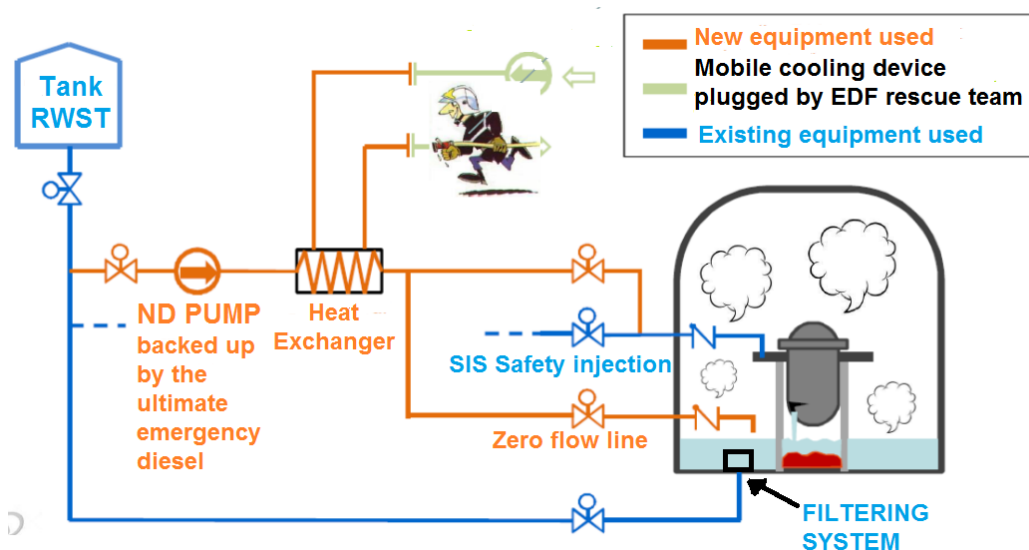 Tank
RWST
New equipment used
Mobile cooling device
plugged by EDF rescue team
Existing equipment used
ND PUMP
backed up
by the
ultimate
emergency
diesel
Heat
Exchanger
SIS Safety injection
Zero flow line
FILTERING
SYSTEM